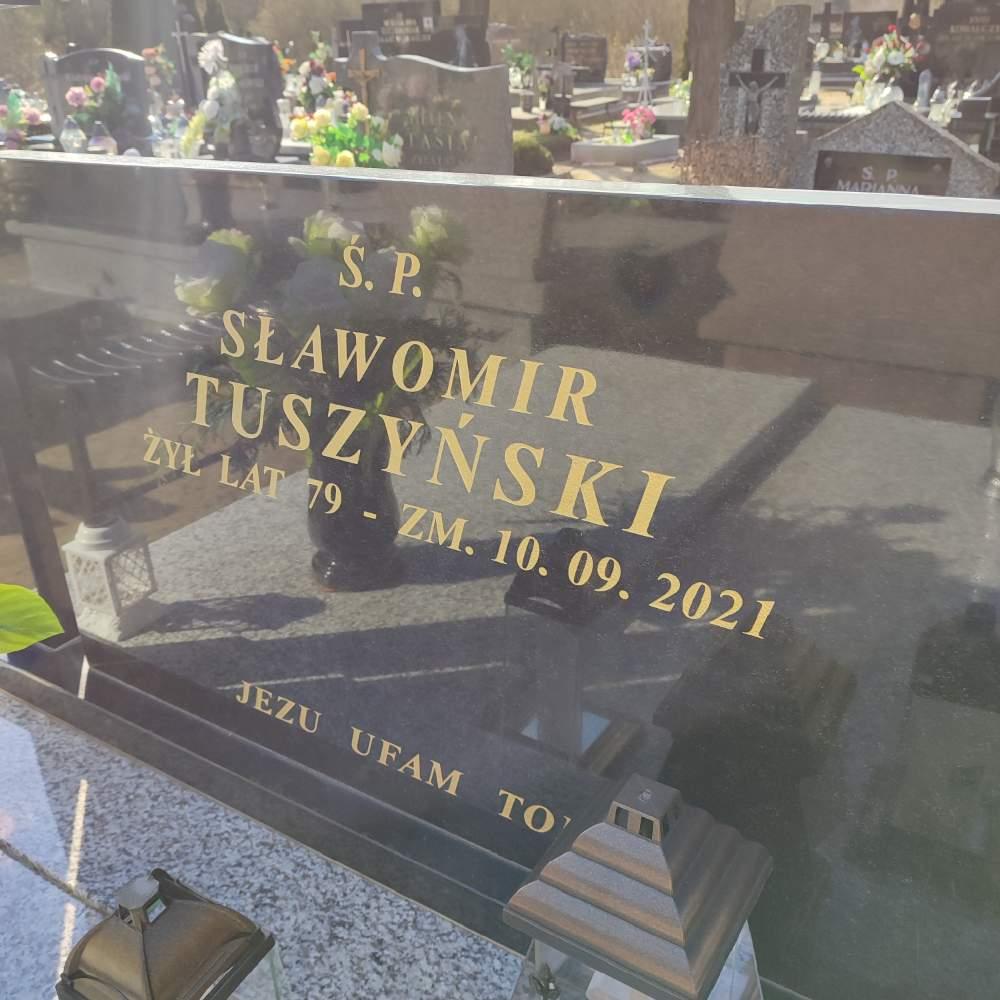 Ś. P.
SŁAWOMIR
TUSZYŃSKI
ŻYŁ LAT 79 - ZM. 10. 09. 2021
JEZU UFAM
Ś. P.
MARIANNA